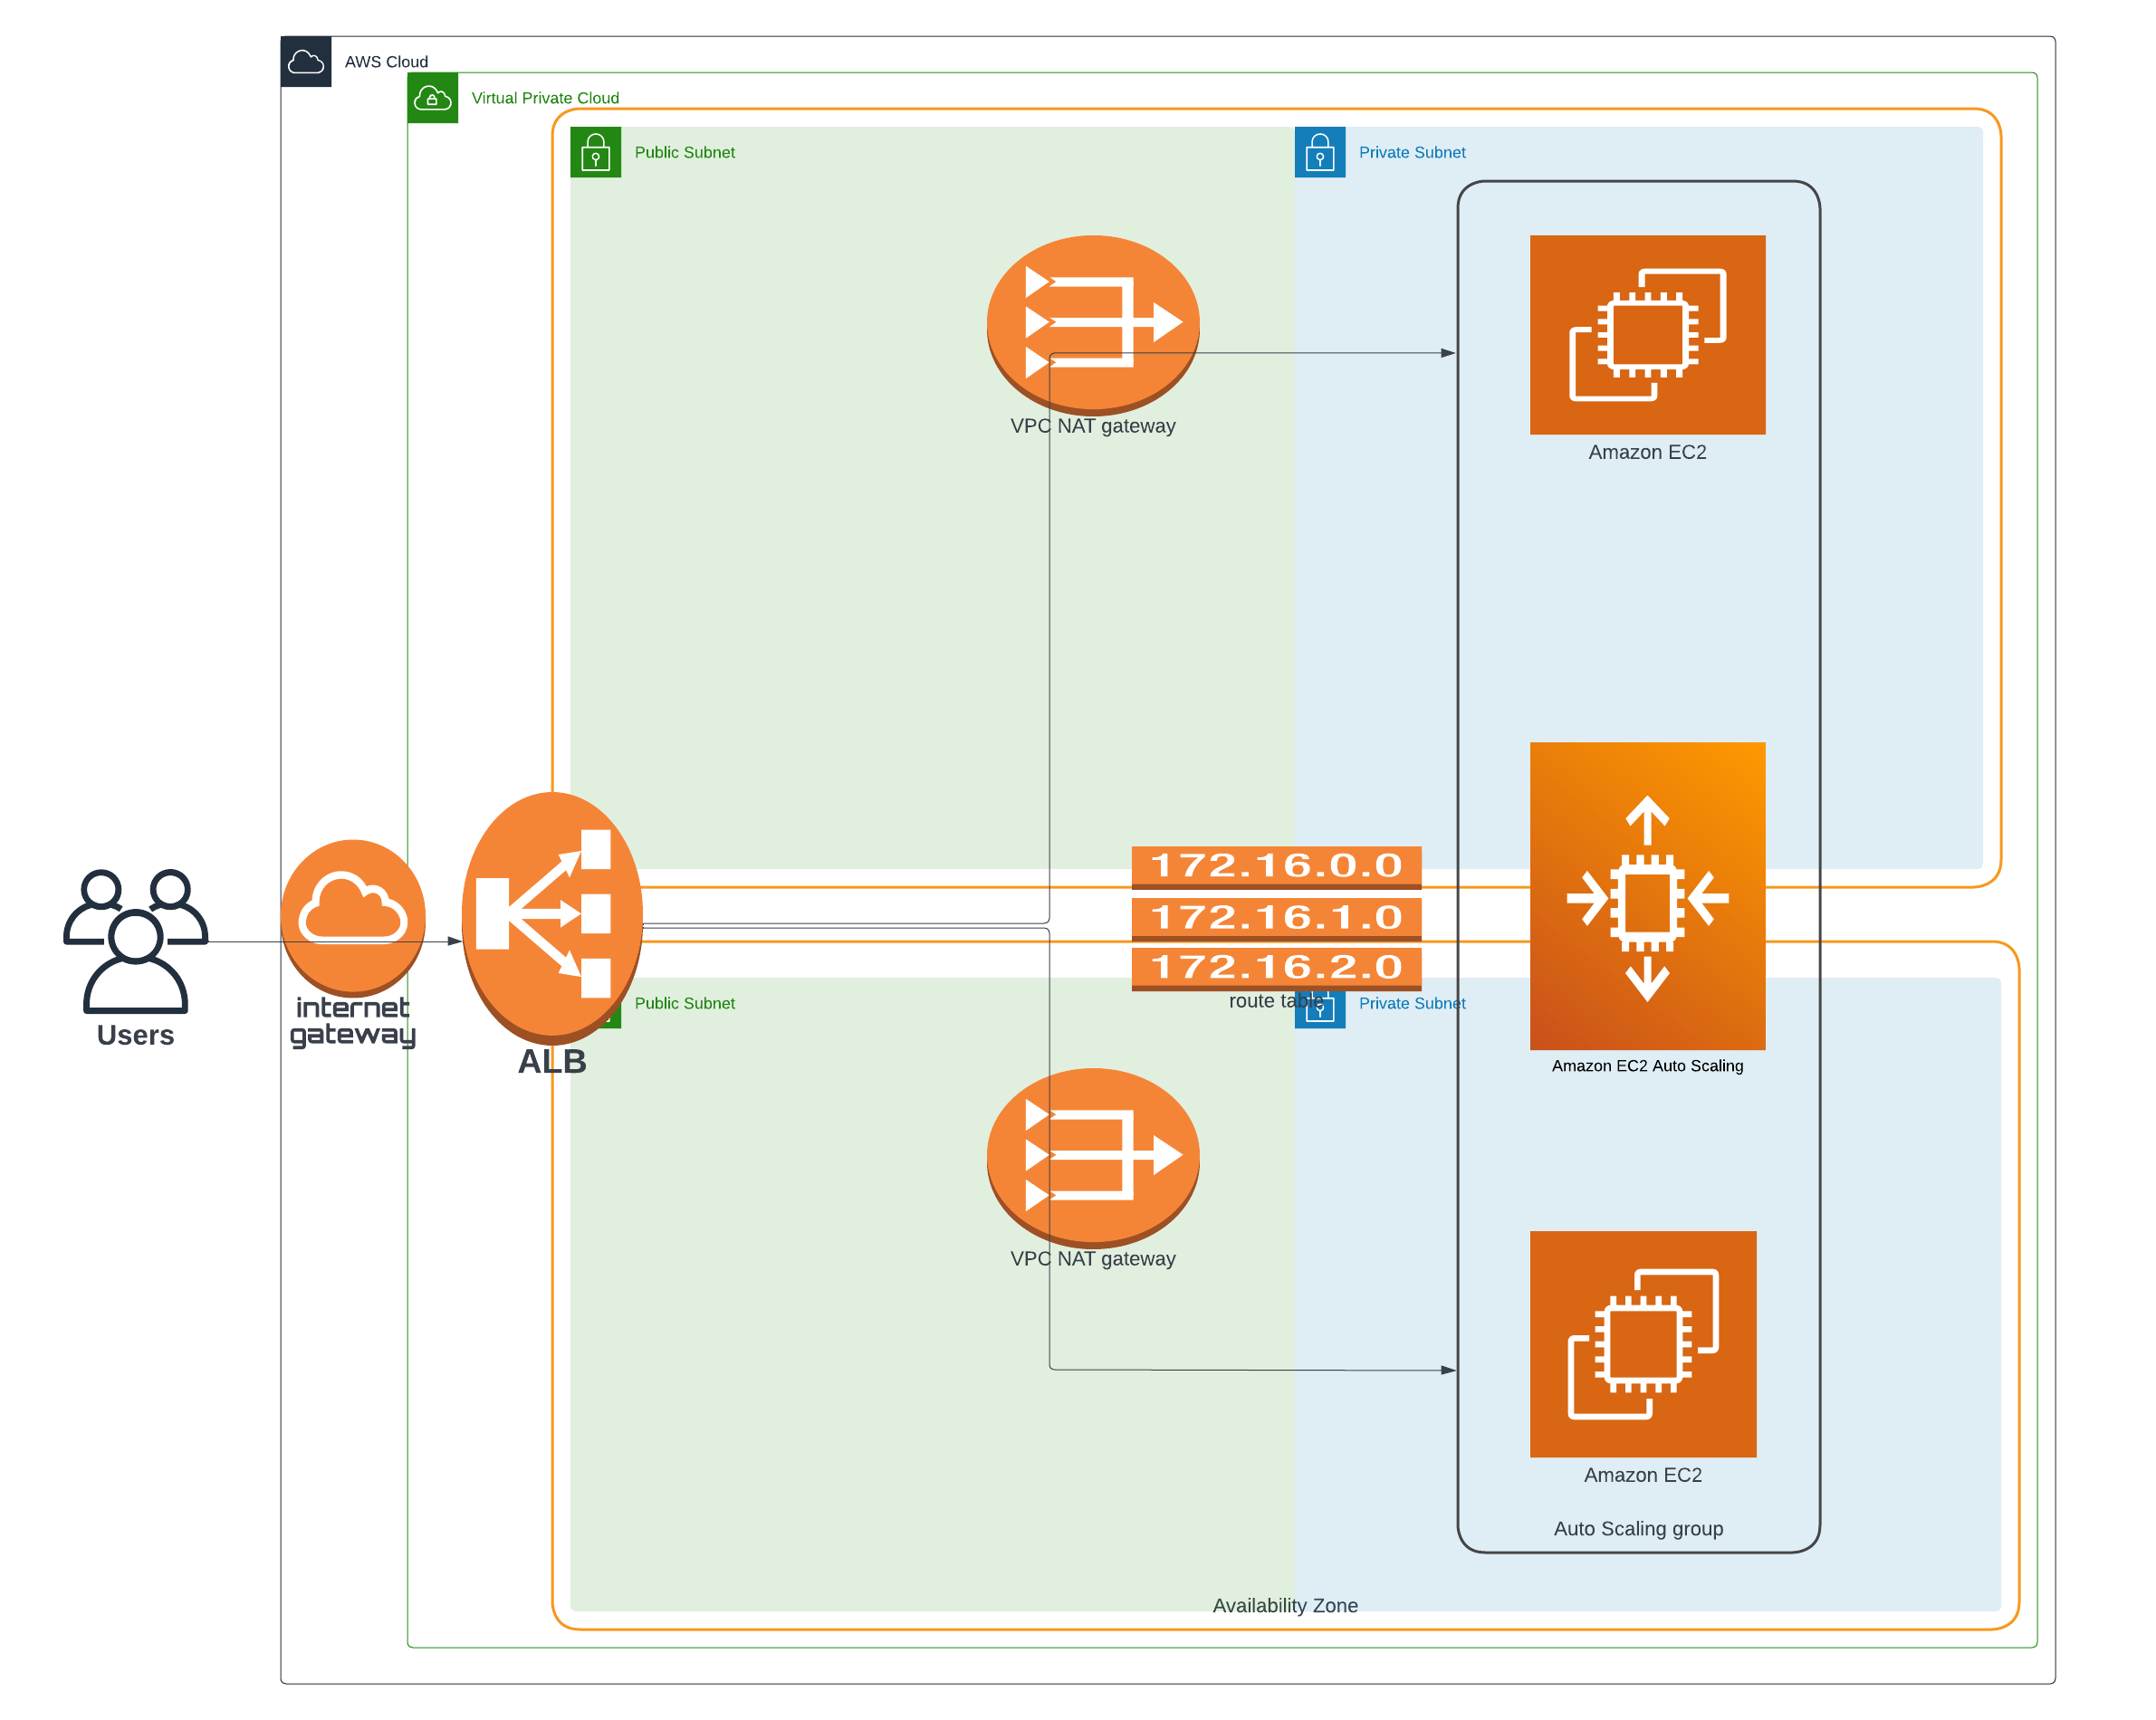 AWS Cloud
Virtual Private Cloud
Public Subnet
Private Subnet
VPC NAT gateway
Amazon EC2
172.16.0.0
172.16.1.0
172.16.2.0
route table
Users
internet
gateway
ALB
Public Subnet
Private Subnet
Amazon EC2 Auto Scaling
VPC NAT gateway
Amazon EC2
Auto Scaling group
Availability Zone